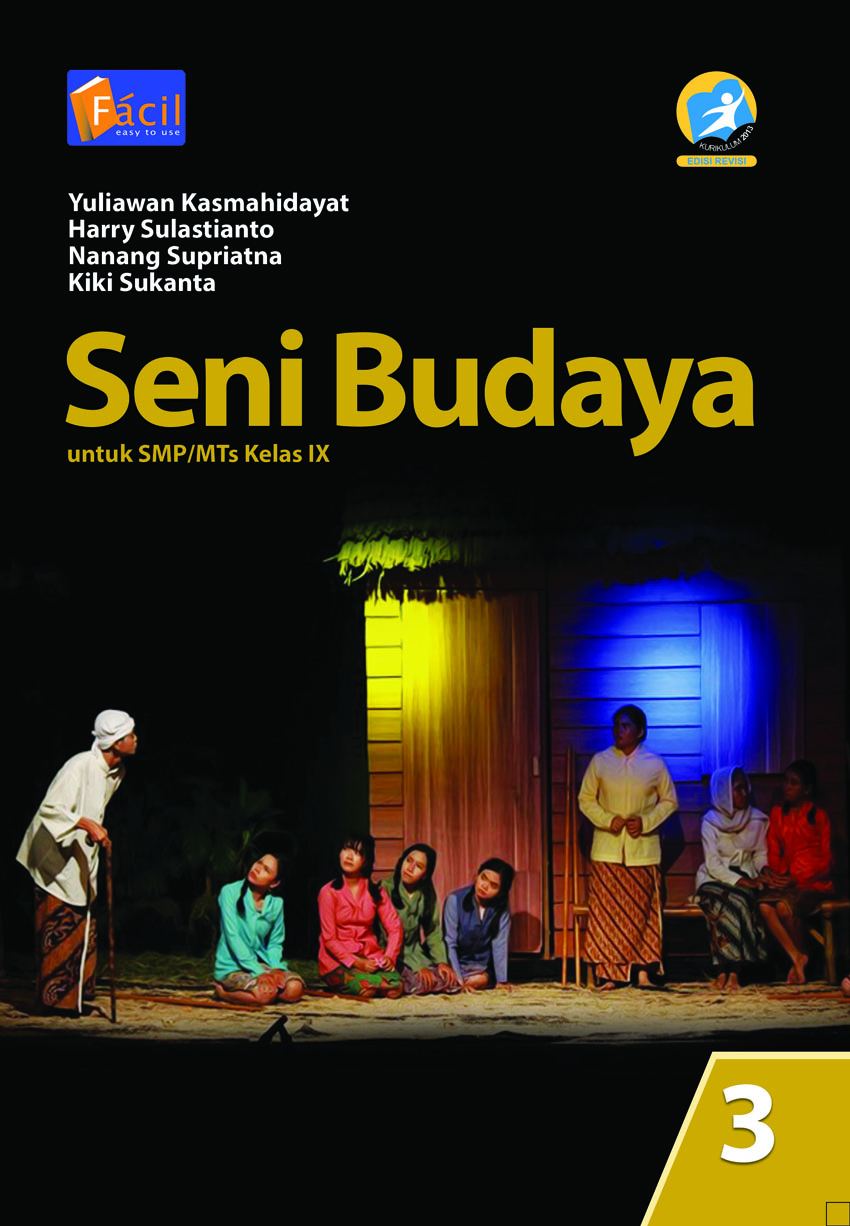 Fácil
easy to use
KURIKULUM 2013
EDISI REVISI
Yuliawan Kasmahidayat
Harry Sulastianto
Nanang Supriatna
Kiki Sukanta
Seni Budaya
untuk SMP/MTs Kelas IX
3